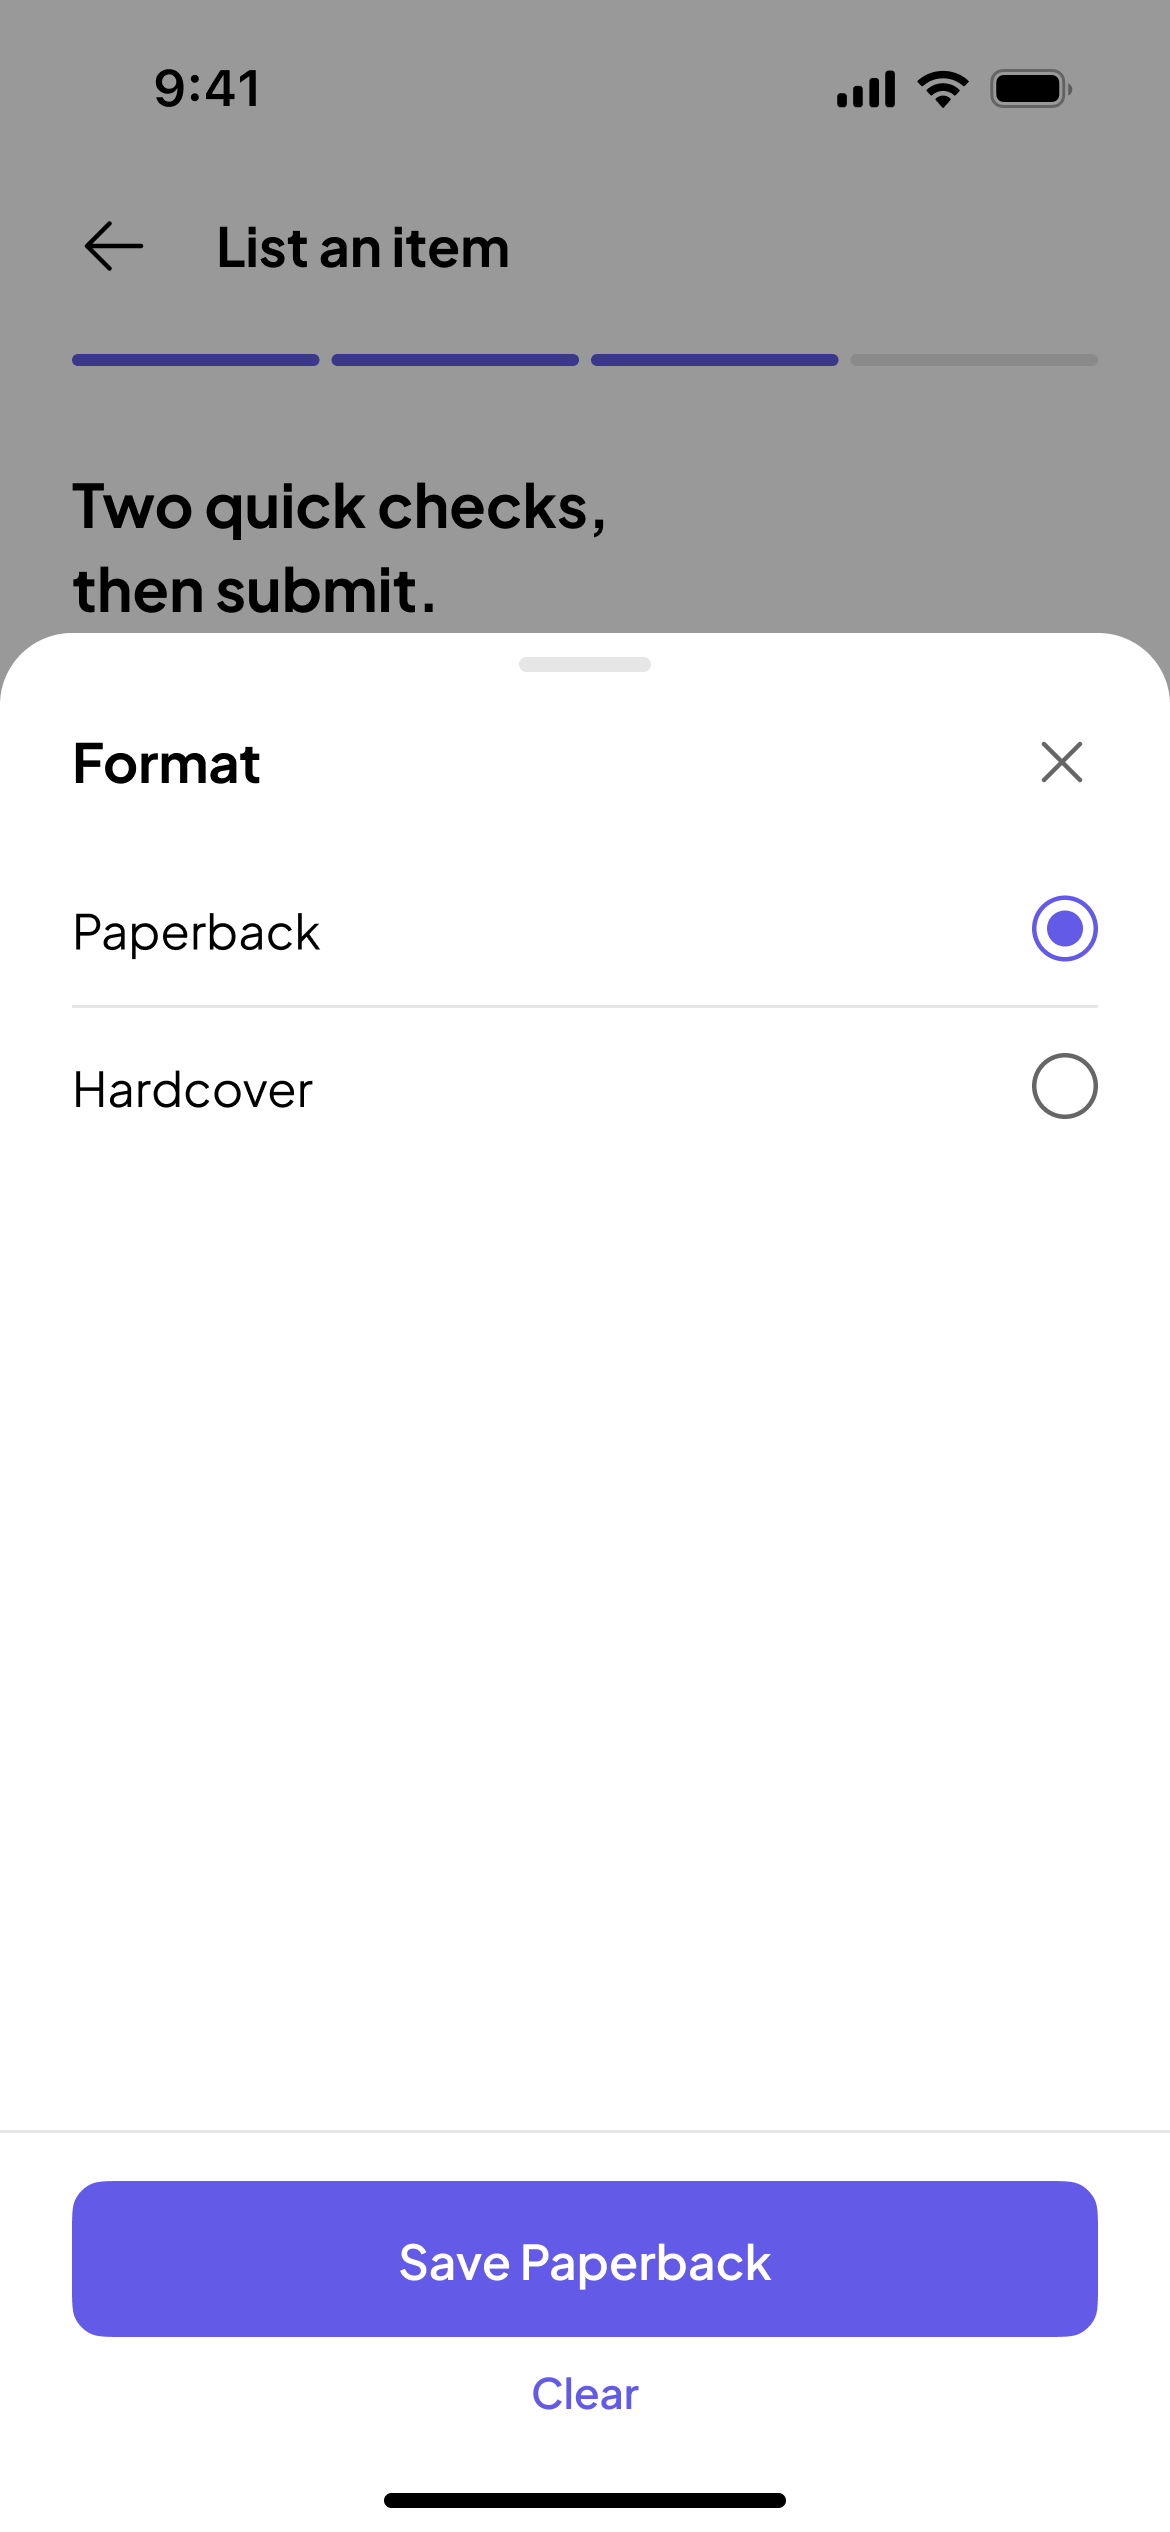 9:41
List an item
Two quick checks,
then submit.
Format
Paperback
Hardcover
Save Paperback
Clear